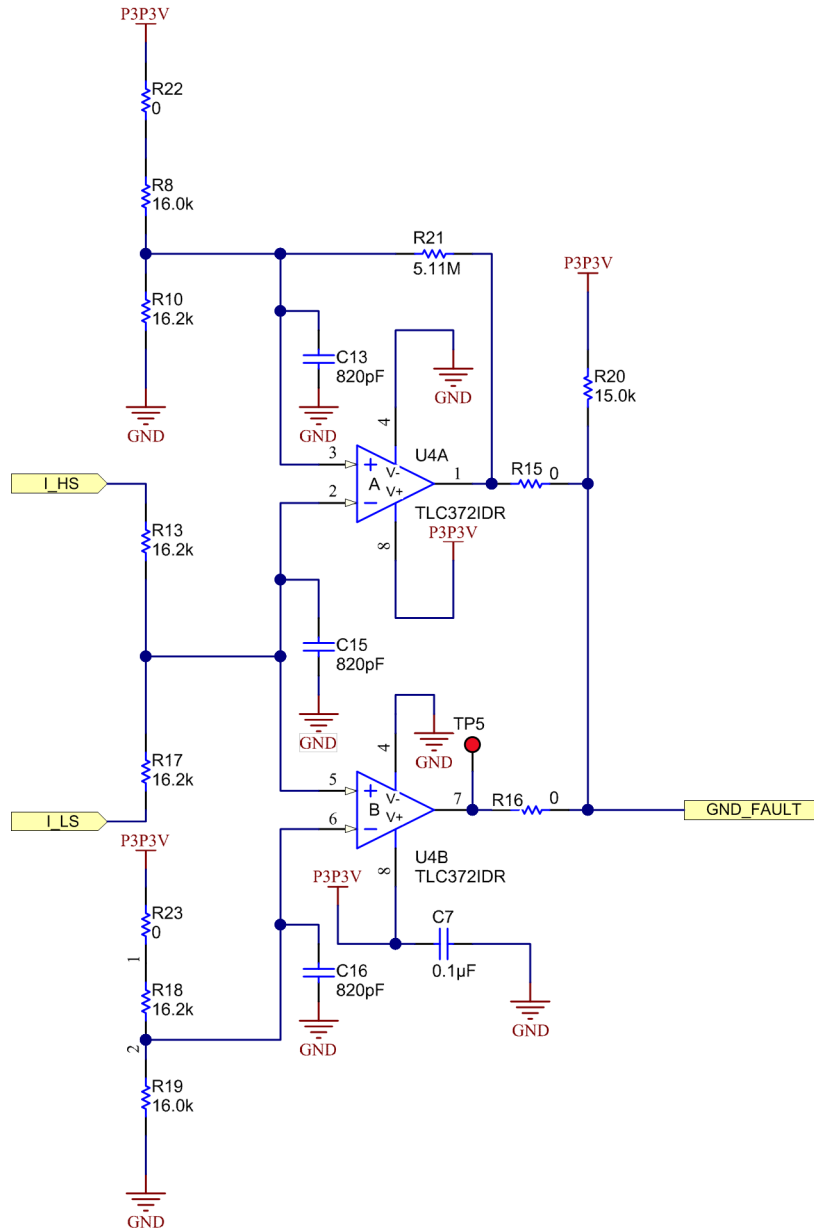 P3P3V
R22
0
R8
16.0k
R21
5.11M
P3P3V
R10
16.2k
C13
820pF
GND
R20
15.0k
GND
GND
4
3
U4A
+
V-
A
1
R15
0
I_HS
2
V+
-
TLC372IDR
P3P3V
R13
16.2k
8
C15
820pF
GND
TP5
4
GND
R17
16.2k
5
+
V-
B
7
R16
0
GND_FAULT
I_LS
6
V+
-
P3P3V
U4B
TLC372IDR
8
P3P3V
R23
0
C7
0.1µF
1
C16
820pF
R18
16.2k
GND
GND
2
R19
16.0k
GND